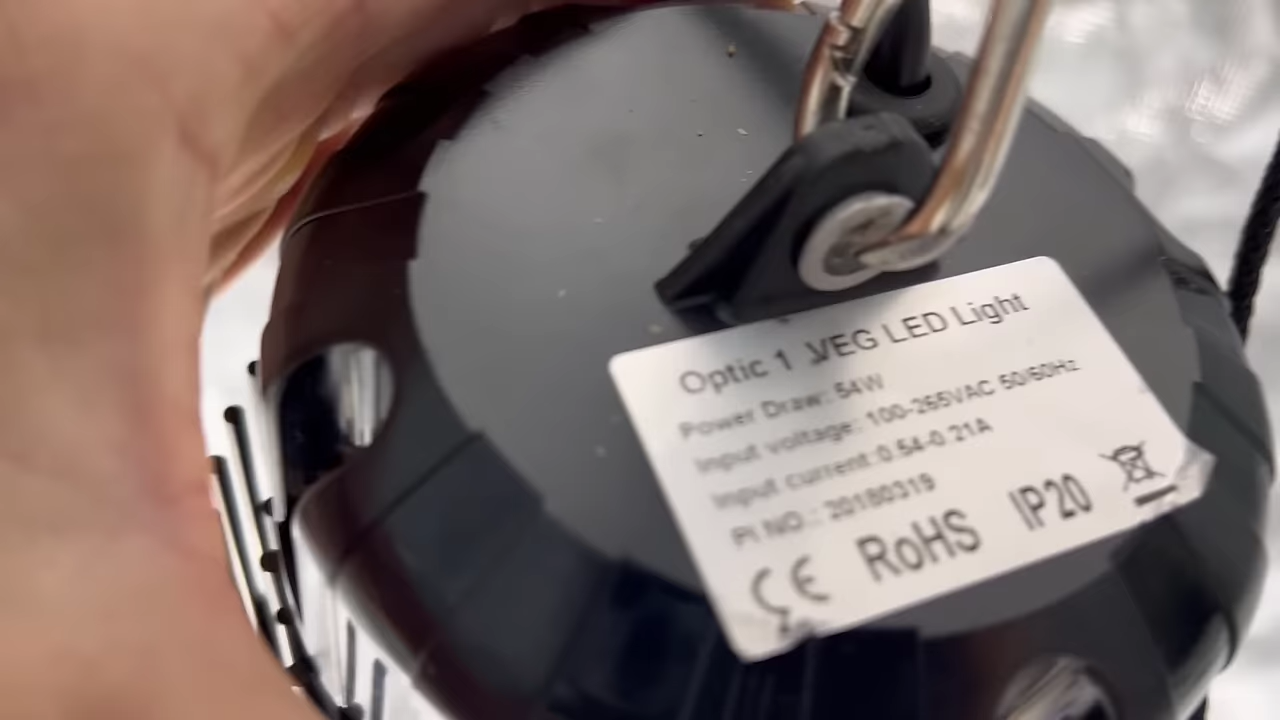 Optic 1 VEG LED Light
Power Draw: 54W
Input voltage: 100-265VAC 50/60Hz
Input current:0.54-0.21A
PI NO.: 20180319
CE RoHS IP20